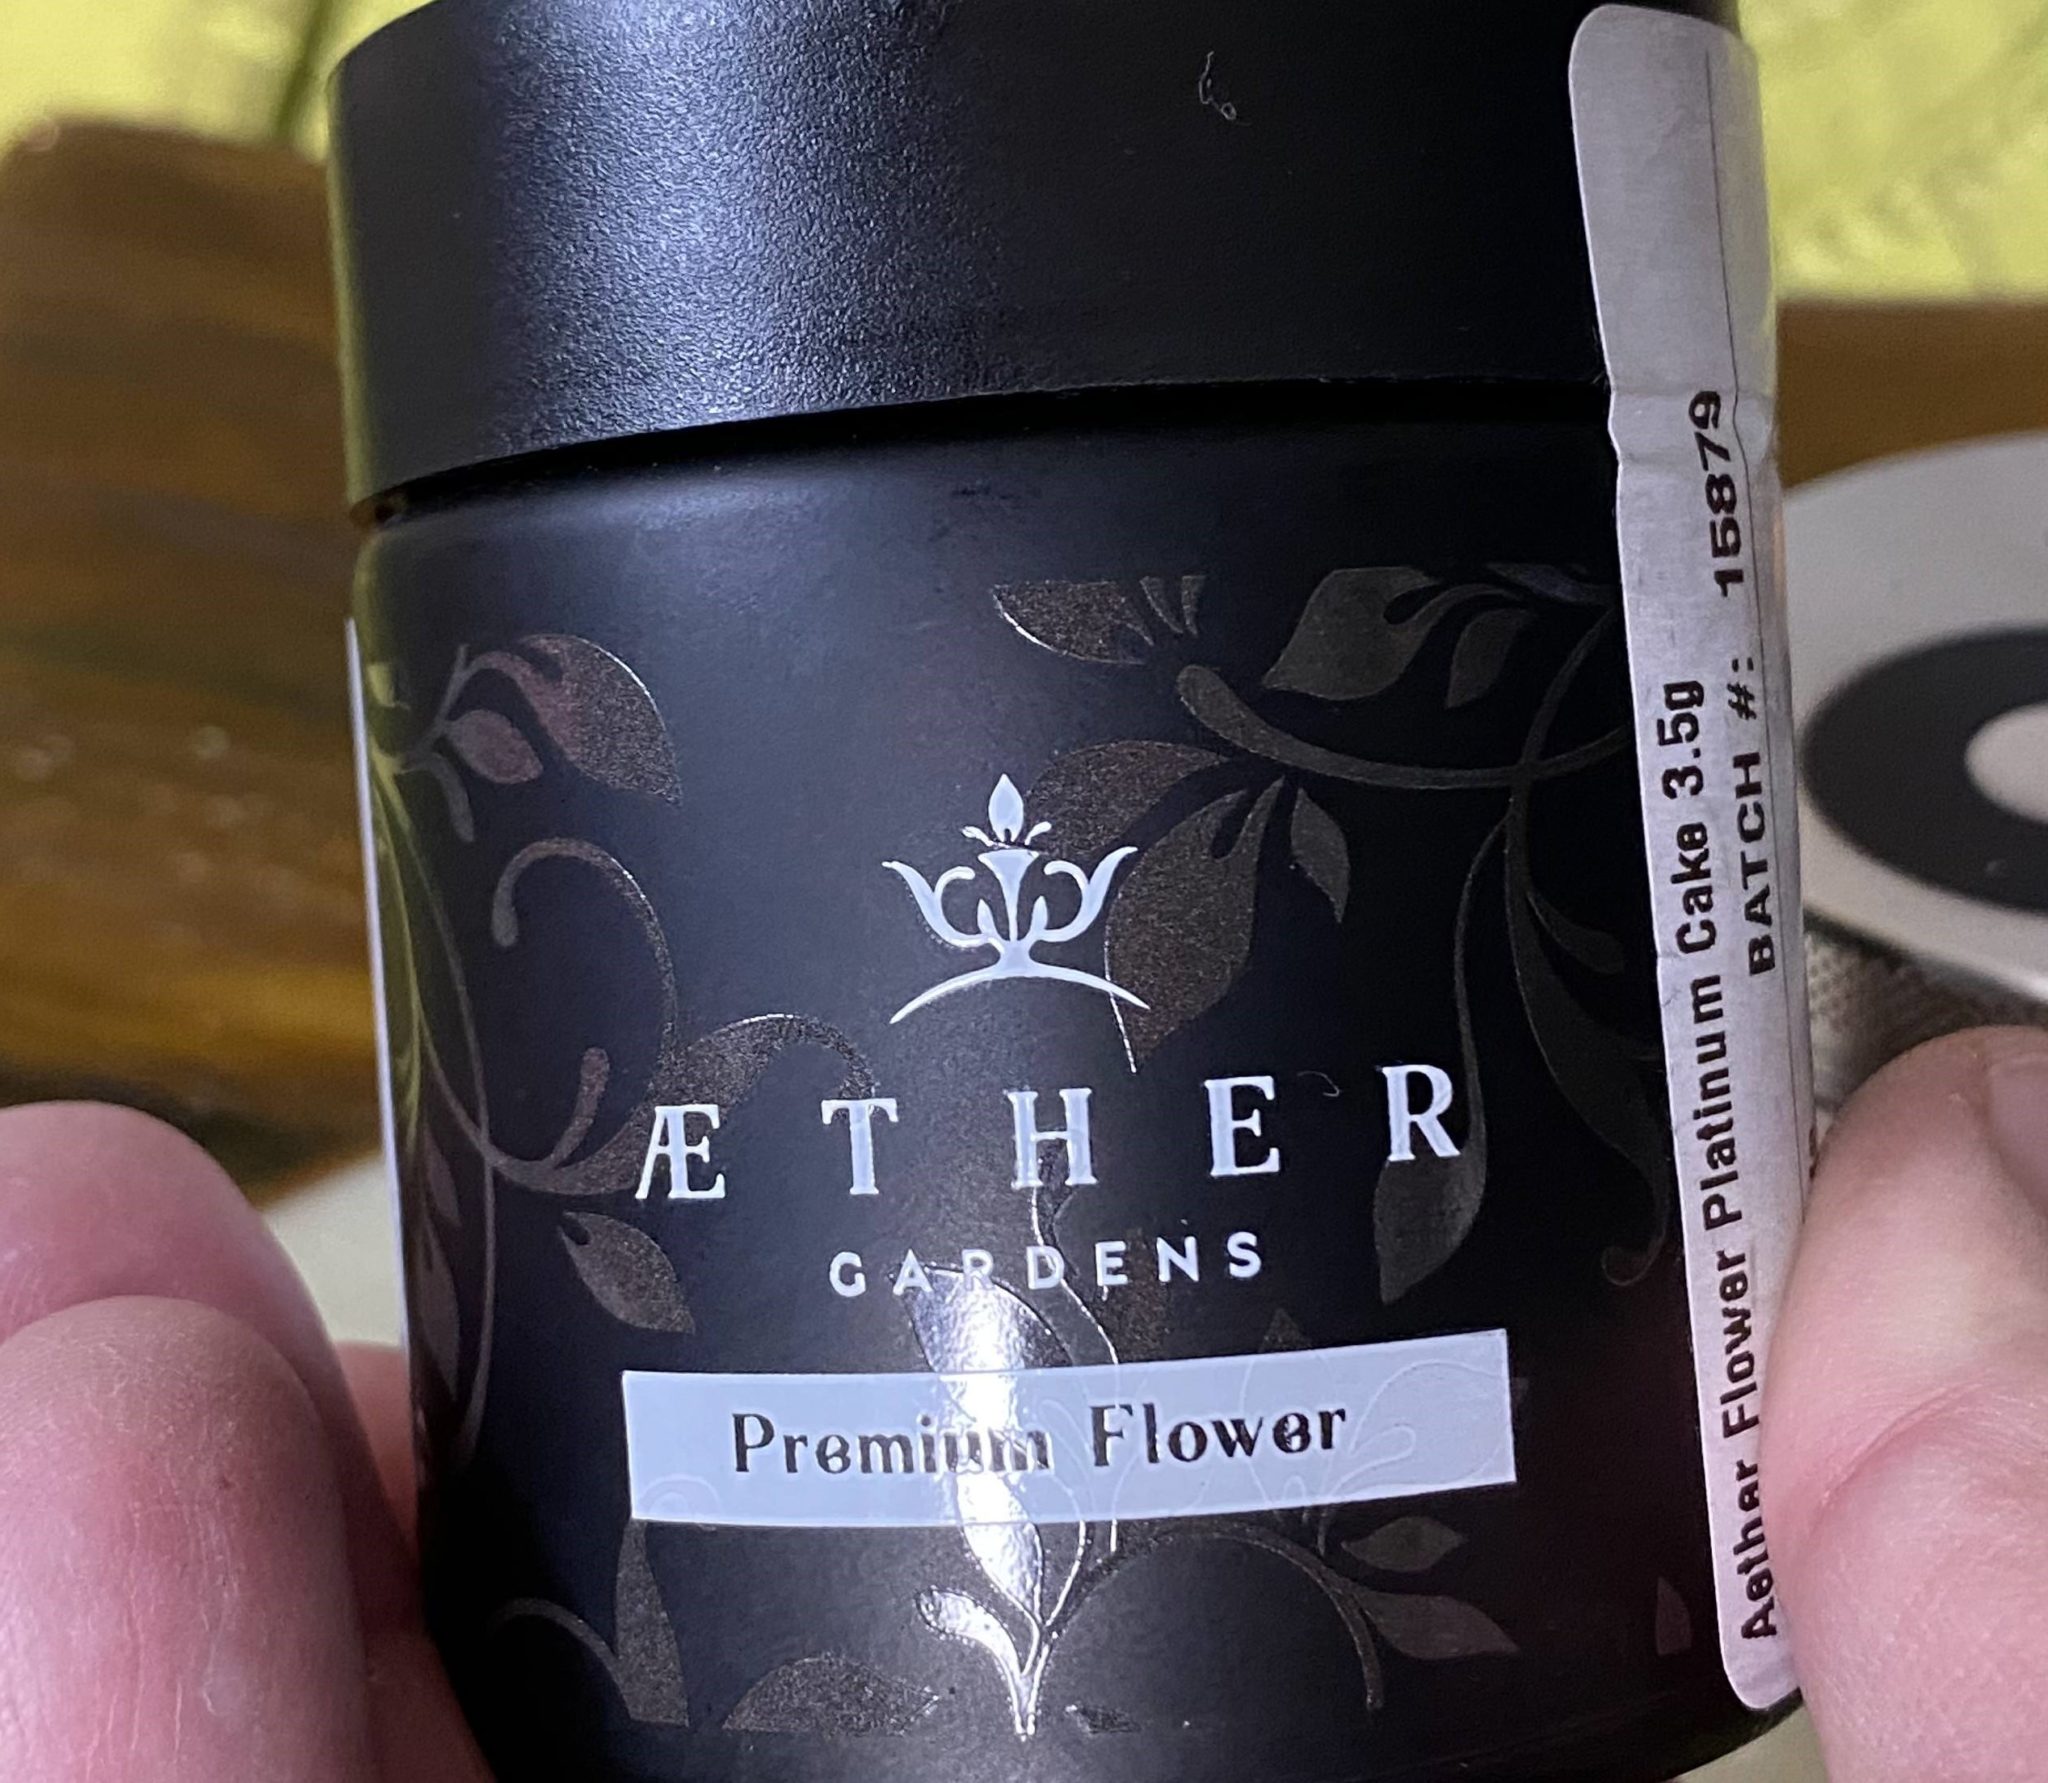 ÆTHER
GARDENS
Premium Flower
Aether Flower Platinum Cake 3.5g
BATCH #: 15879